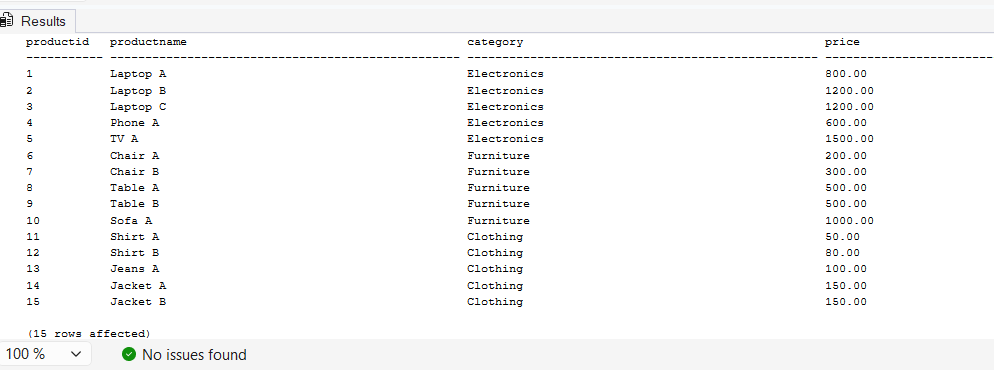 Results
productid productname category price
----------- -------------------------------------------------- -------------------------------------------------- ------------------------
1 Laptop A Electronics 800.00
2 Laptop B Electronics 1200.00
3 Laptop C Electronics 1200.00
4 Phone A Electronics 600.00
5 TV A Electronics 1500.00
6 Chair A Furniture 200.00
7 Chair B Furniture 300.00
8 Table A Furniture 500.00
9 Table B Furniture 500.00
10 Sofa A Furniture 1000.00
11 Shirt A Clothing 50.00
12 Shirt B Clothing 80.00
13 Jeans A Clothing 100.00
14 Jacket A Clothing 150.00
15 Jacket B Clothing 150.00
(15 rows affected)
100 % No issues found